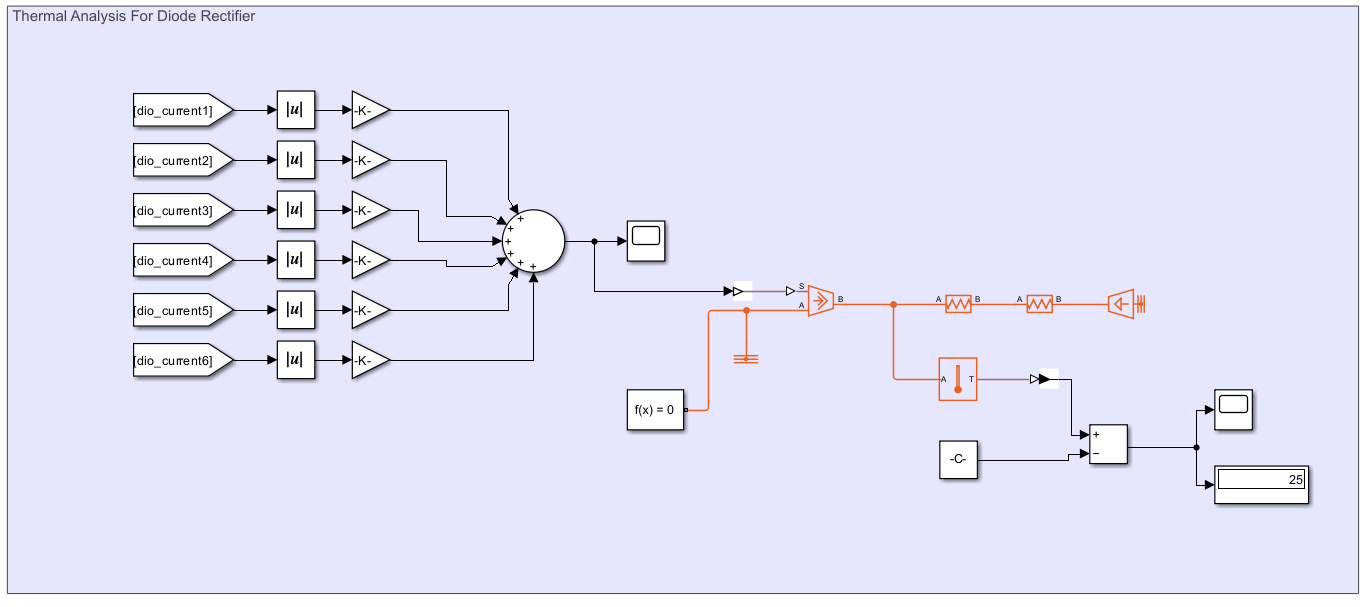 Thermal Analysis For Diode Rectifier
[dio_current1]
|u|
-K-
[dio_current2]
|u|
-K-
[dio_current3]
|u|
-K-
[dio_current4]
|u|
-K-
[dio_current5]
|u|
-K-
[dio_current6]
|u|
-K-
+
+
+
+
+
+
S
A
B
A
B
A
B
f(x) = 0
A
T
-C-
+
−
25